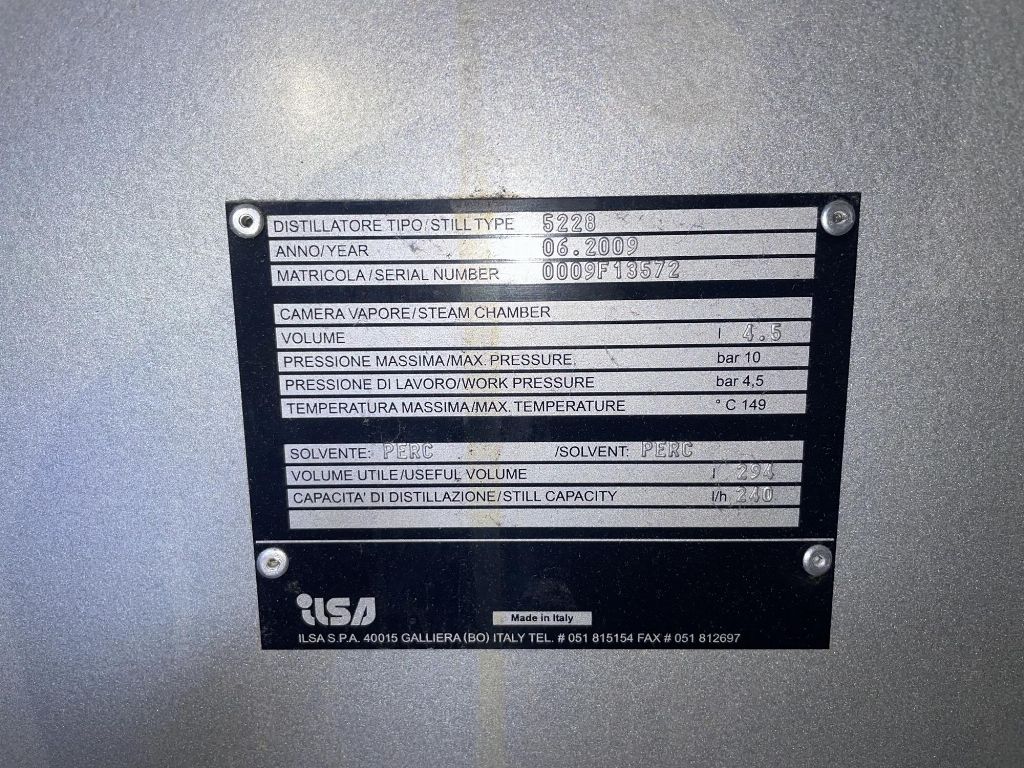 DISTILLATORE TIPO/STILL TYPE 5228
ANNO/YEAR 06.2009
MATRICOLA/SERIAL NUMBER 0009F13572
CAMERA VAPORE/STEAM CHAMBER
VOLUME l 4.5
PRESSIONE MASSIMA/MAX. PRESSURE. bar 10
PRESSIONE DI LAVORO/WORK PRESSURE bar 4,5
TEMPERATURA MASSIMA/MAX. TEMPERATURE ° C 149
SOLVENTE: PERC /SOLVENT: PERC
VOLUME UTILE/USEFUL VOLUME l 294
CAPACITA' DI DISTILLAZIONE/STILL CAPACITY l/h 240
ILSA
Made in Italy
ILSA S.P.A. 40015 GALLIERA (BO) ITALY TEL. # 051 815154 FAX # 051 812697